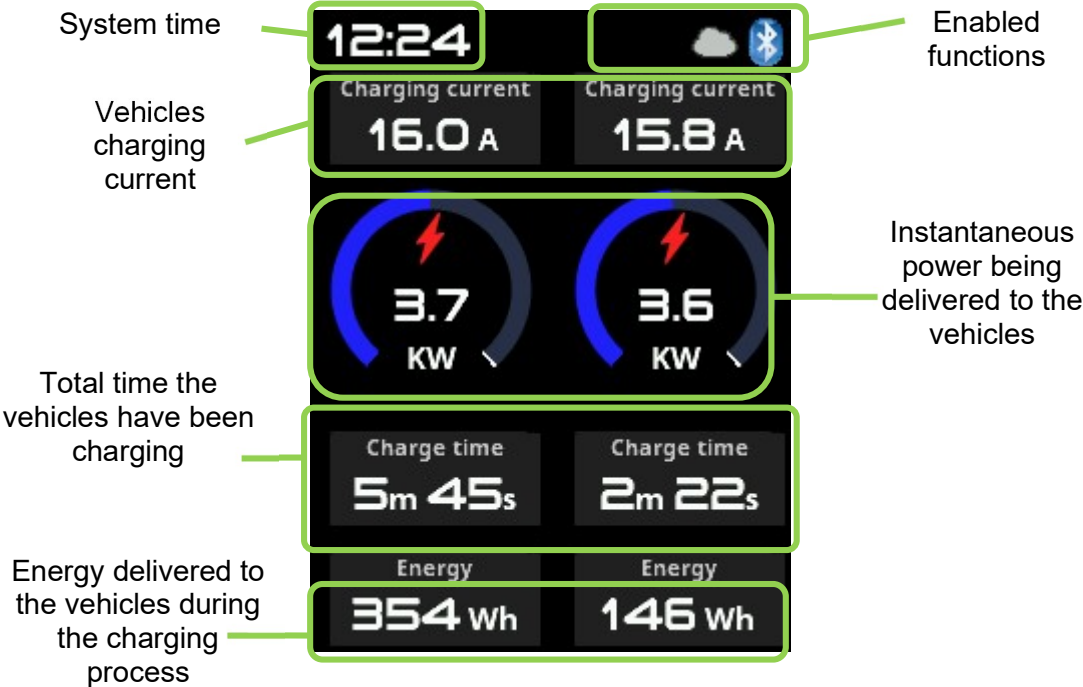 System time
12:24
Enabled
functions
Vehicles
charging
current
Charging current
16.0 A
Charging current
15.8 A
3.7
KW
3.6
KW
Instantaneous
power being
delivered to the
vehicles
Total time the
vehicles have been
charging
Charge time
5m 45s
Charge time
2m 22s
Energy delivered to
the vehicles during
the charging
process
Energy
354 Wh
Energy
146 Wh